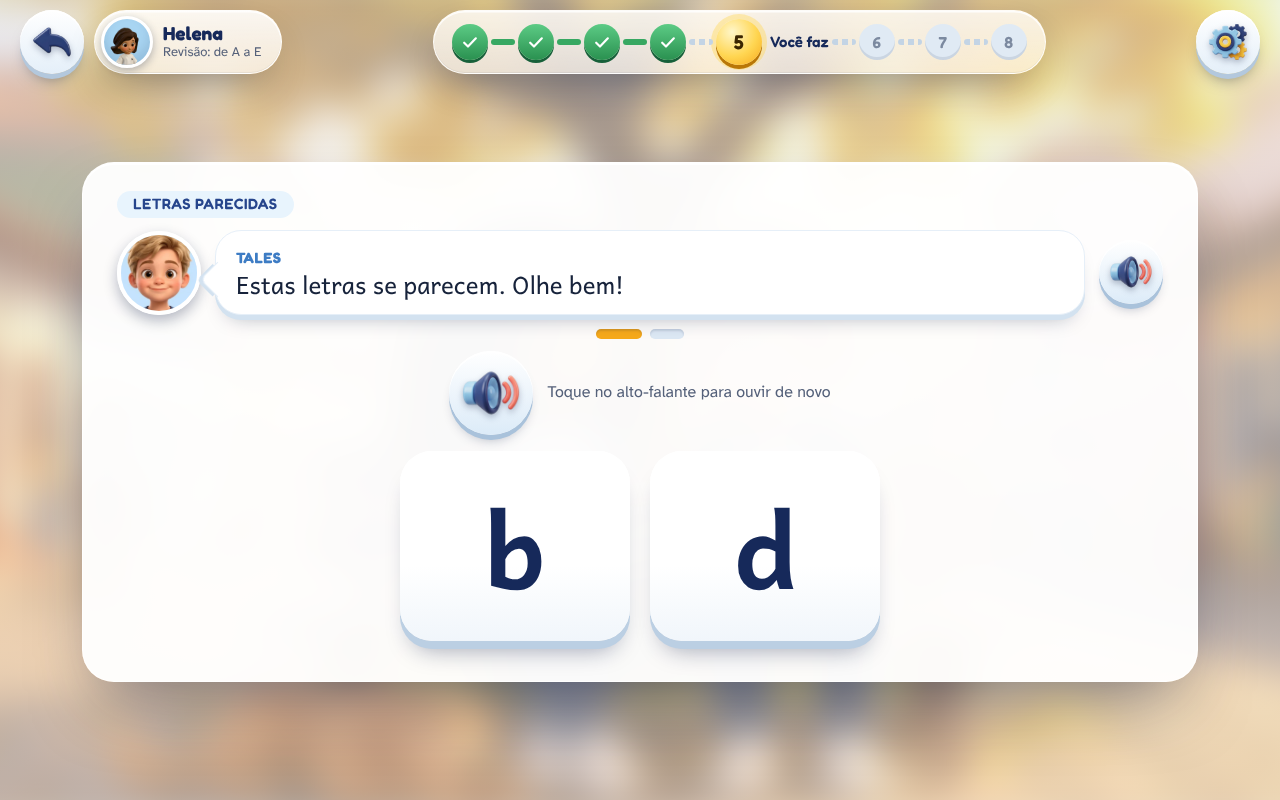 Helena
Revisão: de A a E
5 Você faz 6 7 8
LETRAS PARECIDAS
TALES
Estas letras se parecem. Olhe bem!
Toque no alto-falante para ouvir de novo
b d